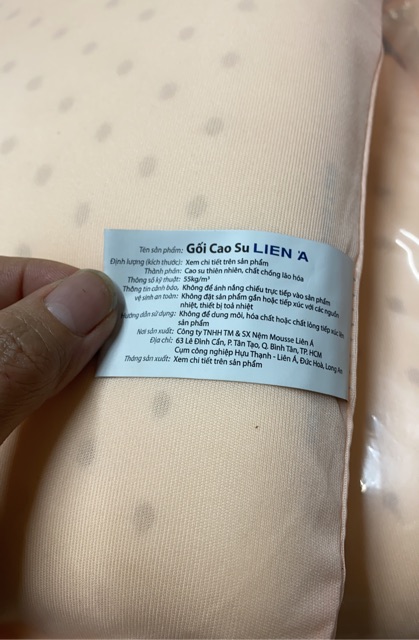 Tên sản phẩm: Gối Cao Su LIEN'A
Định lượng (kích thước): Xem chi tiết trên sản phẩm
Thành phần: Cao su thiên nhiên, chất chống lão hóa
Thông số kỹ thuật: 55kg/m³
Thông tin cảnh báo, Không để ánh nắng chiếu trực tiếp vào sản phẩm
vệ sinh an toàn: Không đặt sản phẩm gần hoặc tiếp xúc với các nguồn
nhiệt, thiết bị toả nhiệt
Hướng dẫn sử dụng: Không để dung môi, hóa chất hoặc chất lỏng tiếp xúc lên
sản phẩm
Nơi sản xuất: Công ty TNHH TM & SX Nệm Mousse Liên Á
Địa chỉ: 63 Lê Đình Cẩn, P. Tân Tạo, Q. Bình Tân, TP. HCM
Cụm công nghiệp Hựu Thạnh - Liên Á, Đức Hoà, Long An
Tháng sản xuất: Xem chi tiết trên sản phẩm